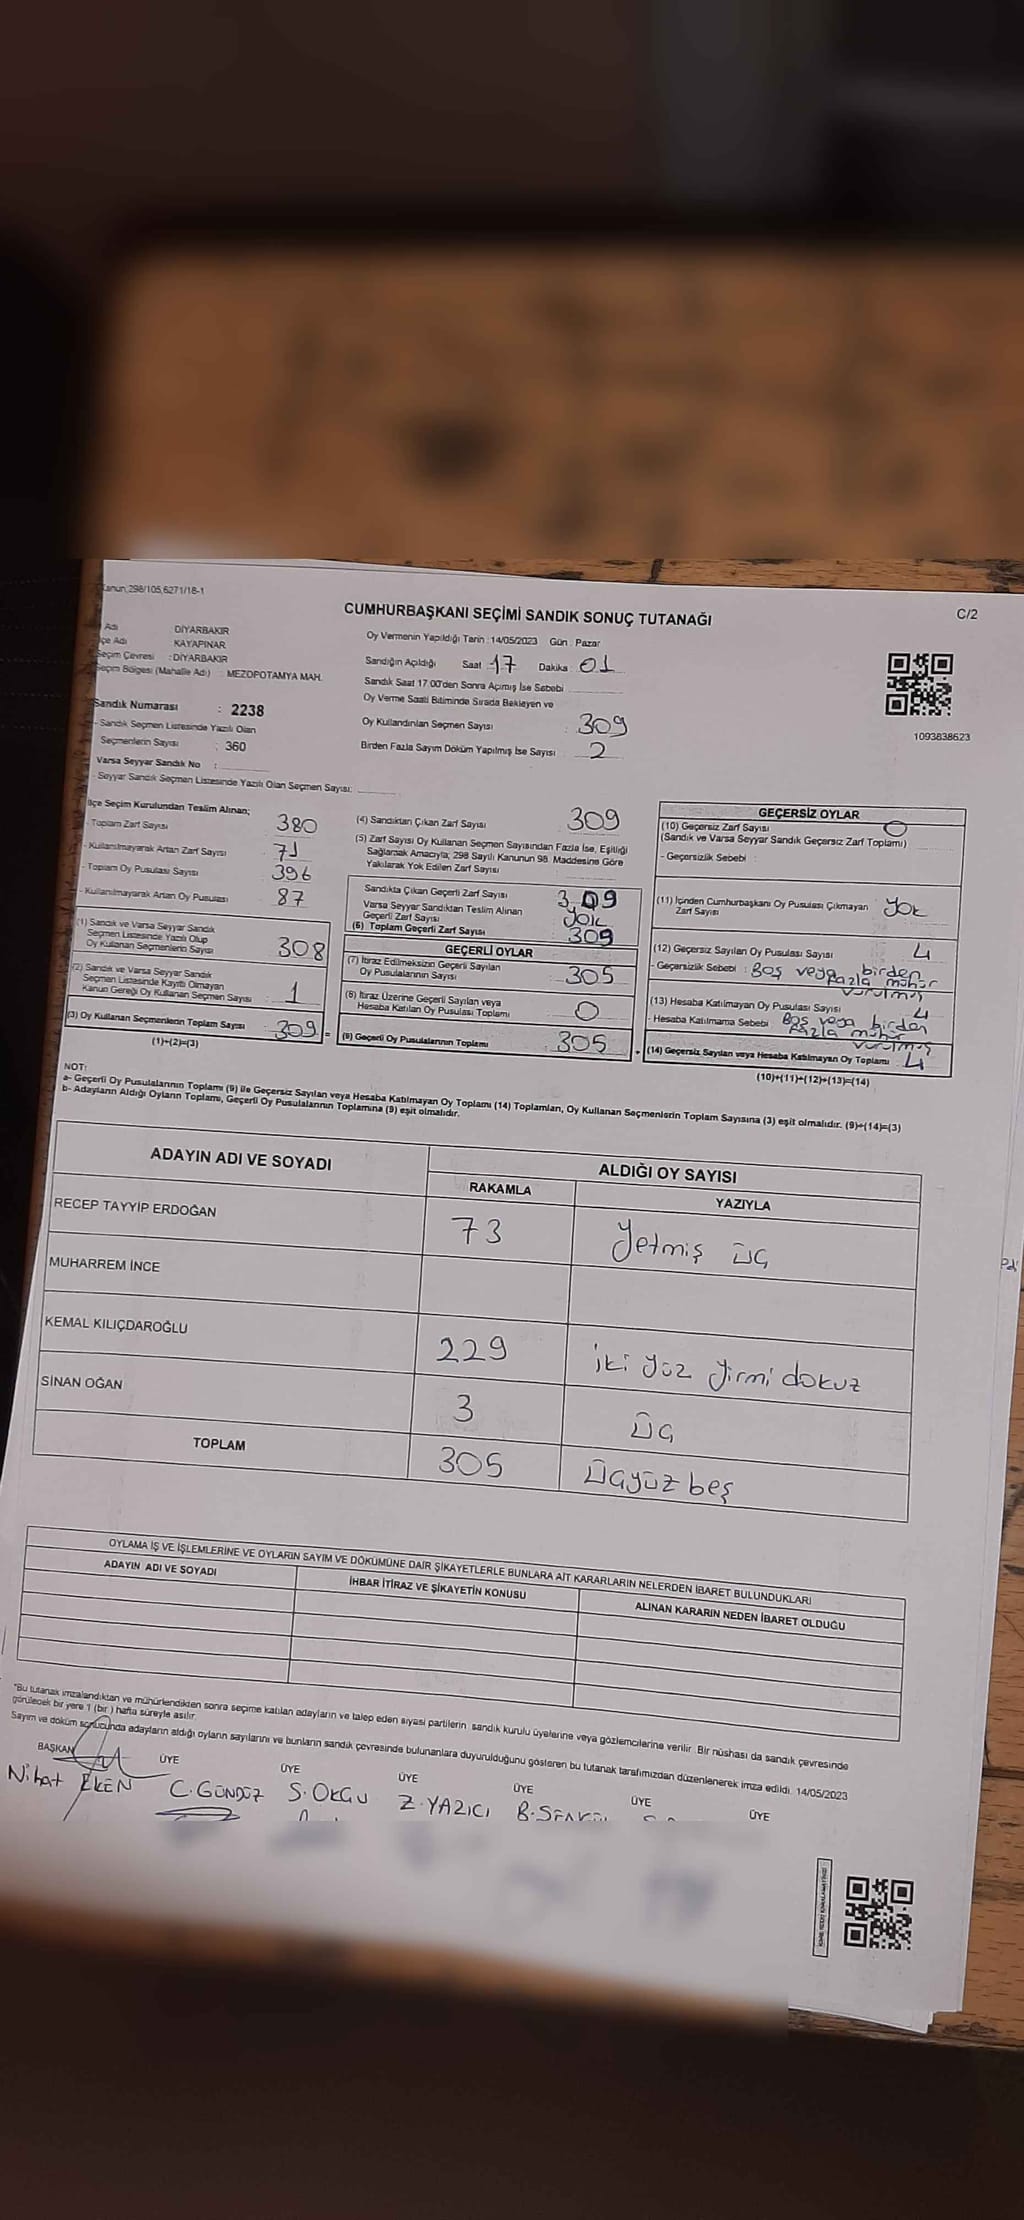 Kanun;298/105,6271/18-1
C/2
CUMHURBAŞKANI SEÇİMİ SANDIK SONUÇ TUTANAĞI
Adı : DİYARBAKIR
İlçe Adı : KAYAPINAR
Seçim Çevresi : DİYARBAKIR
Seçim Bölgesi (Mahalle Adı) : MEZOPOTAMYA MAH.
Sandık Numarası : 2238
- Sandık Seçmen Listesinde Yazılı Olan
Seçmenlerin Sayısı : 360
Varsa Seyyar Sandık No :
- Seyyar Sandık Seçmen Listesinde Yazılı Olan Seçmen Sayısı:
Oy Vermenin Yapıldığı Tarih : 14/05/2023 Gün : Pazar
Sandığın Açıldığı Saat 17 Dakika 01
Sandık Saat 17:00'den Sonra Açımış İse Sebebi
Oy Verme Saati Bitiminde Sırada Bekleyen ve
Oy Kullandırılan Seçmen Sayısı : 309
Birden Fazla Sayım Döküm Yapılmış İse Sayısı : 2
1093838623
İlçe Seçim Kurulundan Teslim Alınan;
- Toplam Zarf Sayısı 380
- Kullanılmayarak Artan Zarf Sayısı 71
- Toplam Oy Pusulası Sayısı 396
- Kullanılmayarak Artan Oy Pusulası 87
(1) Sandık ve Varsa Seyyar Sandık
Seçmen Listesinde Yazılı Olup
Oy Kullanan Seçmenlerin Sayısı 308
(2) Sandık ve Varsa Seyyar Sandık
Seçmen Listesinde Kayıtlı Olmayan
Kanun Gereği Oy Kullanan Seçmen Sayısı 1
(3) Oy Kullanan Seçmenlerin Toplam Sayısı : 309 =
(1)+(2)=(3)
(4) Sandıktan Çıkan Zarf Sayısı 309
(5) Zarf Sayısı Oy Kullanan Seçmen Sayısından Fazla İse, Eşitliği
Sağlamak Amacıyla; 298 Sayılı Kanunun 98. Maddesine Göre
Yakılarak Yok Edilen Zarf Sayısı
Sandıkta Çıkan Geçerli Zarf Sayısı 309
Varsa Seyyar Sandıktan Teslim Alınan
Geçerli Zarf Sayısı yok
(6) Toplam Geçerli Zarf Sayısı 309
GEÇERLİ OYLAR
(7) İtiraz Edilmeksizin Geçerli Sayılan
Oy Pusulalarının Sayısı : 305
(8) İtiraz Üzerine Geçerli Sayılan veya
Hesaba Katılan Oy Pusulası Toplamı 0
(9) Geçerli Oy Pusulalarının Toplamı : 305 +
GEÇERSİZ OYLAR
(10) Geçersiz Zarf Sayısı 0
(Sandık ve Varsa Seyyar Sandık Geçersiz Zarf Toplamı)
- Geçersizlik Sebebi :
(11) İçinden Cumhurbaşkanı Oy Pusulası Çıkmayan
Zarf Sayısı yok
(12) Geçersiz Sayılan Oy Pusulası Sayısı 4
- Geçersizlik Sebebi : Boş veya birden
fazla mühür
vurulmuş
(13) Hesaba Katılmayan Oy Pusulası Sayısı : 4
- Hesaba Katılmama Sebebi : Boş veya birden
fazla mühür
vurulmuş
(14) Geçersiz Sayılan veya Hesaba Katılmayan Oy Toplamı : 4
(10)+(11)+(12)+(13)=(14)
NOT:
a- Geçerli Oy Pusulalarının Toplamı (9) ile Geçersiz Sayılan veya Hesaba Katılmayan Oy Toplamı (14) Toplamları, Oy Kullanan Seçmenlerin Toplam Sayısına (3) eşit olmalıdır. (9)+(14)=(3)
b- Adayların Aldığı Oyların Toplamı, Geçerli Oy Pusulalarının Toplamına (9) eşit olmalıdır.
ADAYIN ADI VE SOYADI ALDIĞI OY SAYISI
RAKAMLA YAZIYLA
RECEP TAYYİP ERDOĞAN 73 Yetmiş üç
MUHARREM İNCE
KEMAL KILIÇDAROĞLU 229 iki yüz yirmi dokuz
SİNAN OĞAN 3 üç
TOPLAM 305 üçyüz beş
OYLAMA İŞ VE İŞLEMLERİNE VE OYLARIN SAYIM VE DÖKÜMÜNE DAİR ŞİKAYETLERLE BUNLARA AİT KARARLARIN NELERDEN İBARET BULUNDUKLARI
ADAYIN ADI VE SOYADI İHBAR İTİRAZ VE ŞİKAYETİN KONUSU ALINAN KARARIN NEDEN İBARET OLDUĞU
"Bu tutanak imzalandıktan ve mühürlendikten sonra seçime katılan adayların ve talep eden siyasi partilerin sandık kurulu üyelerine veya gözlemcilerine verilir. Bir nüshası da sandık çevresinde
görülecek bir yere 1 (bir) hafta süreyle asılır.
Sayım ve döküm sonucunda adayların aldığı oyların sayılarını ve bunların sandık çevresinde bulunanlara duyurulduğunu gösteren bu tutanak tarafımızdan düzenlenerek imza edildi. 14/05/2023
BAŞKAN ÜYE ÜYE ÜYE ÜYE ÜYE ÜYE
Nihat EKEN C.GÜNDÜZ S.OKÇU Z.YAZICI